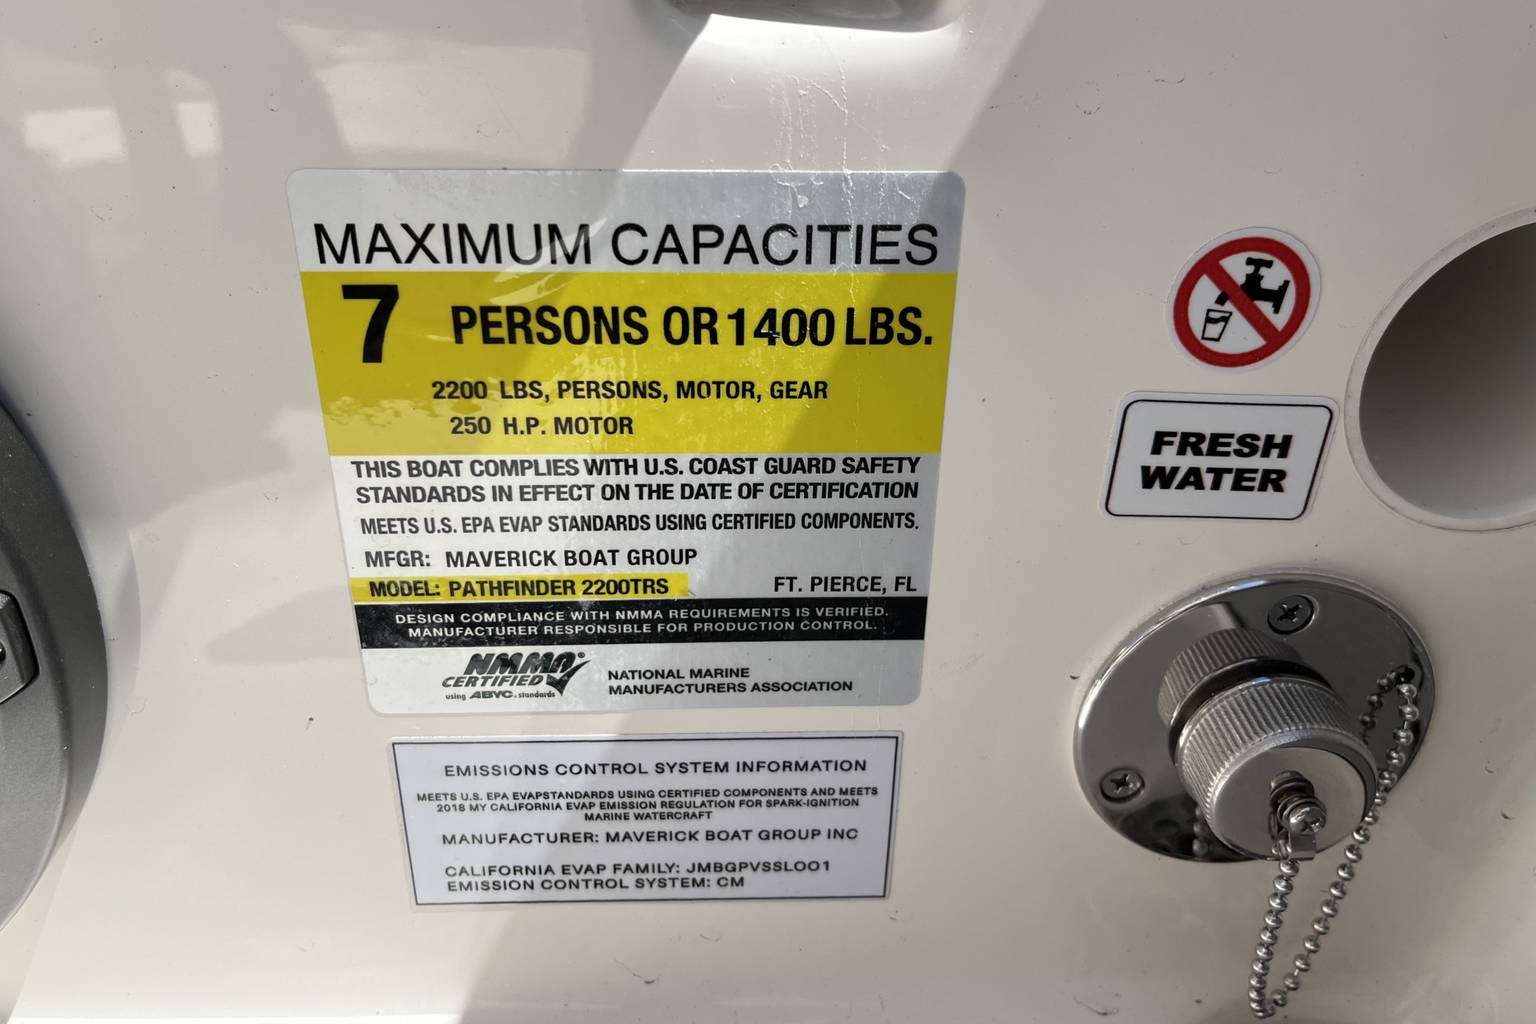 MAXIMUM CAPACITIES
7 PERSONS OR 1400 LBS.
2200 LBS, PERSONS, MOTOR, GEAR
250 H.P. MOTOR
THIS BOAT COMPLIES WITH U.S. COAST GUARD SAFETY
STANDARDS IN EFFECT ON THE DATE OF CERTIFICATION
MEETS U.S. EPA EVAP STANDARDS USING CERTIFIED COMPONENTS.
MFGR: MAVERICK BOAT GROUP
MODEL: PATHFINDER 2200TRS FT. PIERCE, FL
DESIGN COMPLIANCE WITH NMMA REQUIREMENTS IS VERIFIED.
MANUFACTURER RESPONSIBLE FOR PRODUCTION CONTROL.
NMMA®
CERTIFIED
using ABYC. standards
NATIONAL MARINE
MANUFACTURERS ASSOCIATION
EMISSIONS CONTROL SYSTEM INFORMATION
MEETS U.S. EPA EVAPSTANDARDS USING CERTIFIED COMPONENTS AND MEETS
2018 MY CALIFORNIA EVAP EMISSION REGULATION FOR SPARK-IGNITION
MARINE WATERCRAFT
MANUFACTURER: MAVERICK BOAT GROUP INC
CALIFORNIA EVAP FAMILY: JMBGPVSSLOO1
EMISSION CONTROL SYSTEM: CM
FRESH
WATER